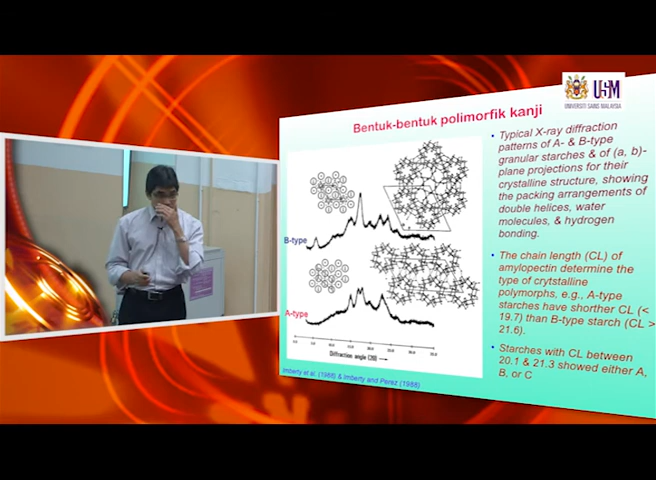 USM
UNIVERSITI SAINS MALAYSIA
Bentuk-bentuk polimorfik kanji
• Typical X-ray diffraction
patterns of A- & B-type
granular starches & of (a, b)-
plane projections for their
crystalline structure, showing
the packing arrangements of
double helices, water
molecules, & hydrogen
bonding.
• The chain length (CL) of
amylopectin determine the
type of crytstalline
polymorphs, e.g., A-type
starches have shorther CL (<
19.7) than B-type starch (CL >
21.6).
• Starches with CL between
20.1 & 21.3 showed either A,
B, or C
B-type
A-type
Diffraction angle (2θ)
Imberty et al. (1988) & Imberty and Perez (1988)